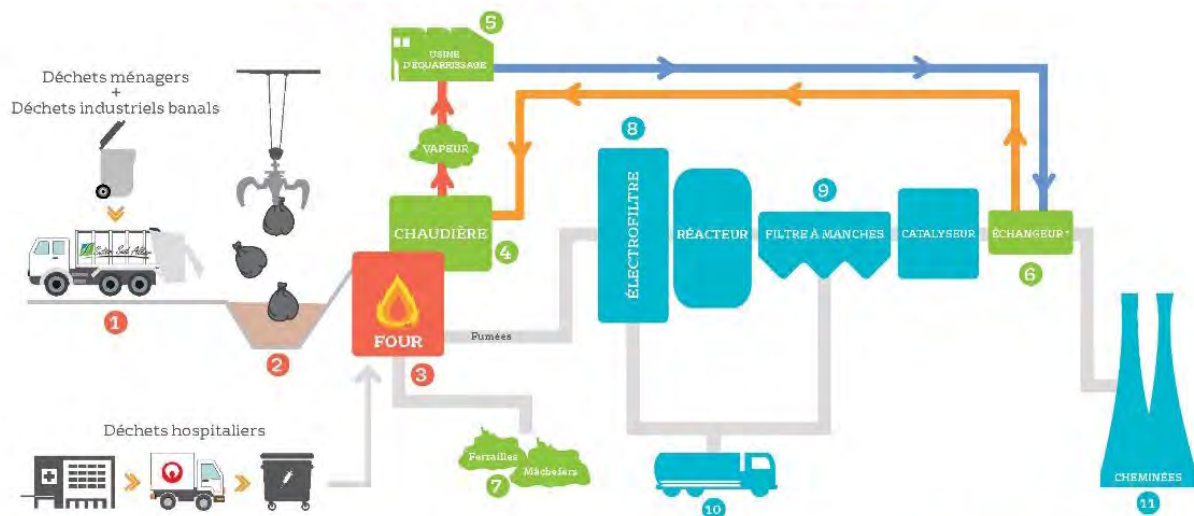 Déchets ménagers
+
Déchets industriels banals
1
2
Déchets hospitaliers
5
USINE
D'ÉQUARRISSAGE
VAPEUR
CHAUDIÈRE
4
FOUR
3
Fumées
Ferrailles
Mâchefers
7
8
ÉLECTROFILTRE
RÉACTEUR
9
FILTRE À MANCHES
CATALYSEUR
ÉCHANGEUR*
6
10
CHEMINÉES
11